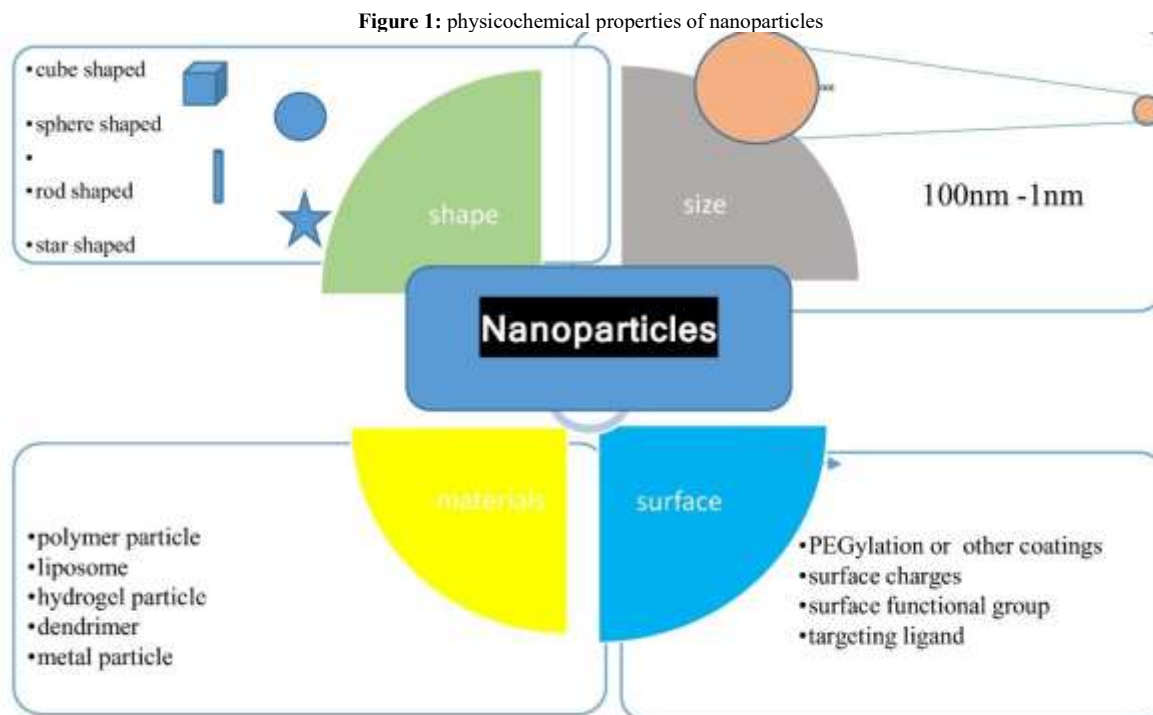 Figure 1: physicochemical properties of nanoparticles
•cube shaped
•sphere shaped
•
•rod shaped
•star shaped
shape
size
100nm -1nm
Nanoparticles
materials
surface
•polymer particle
•liposome
•hydrogel particle
•dendrimer
•metal particle
•PEGylation or other coatings
•surface charges
•surface functional group
•targeting ligand